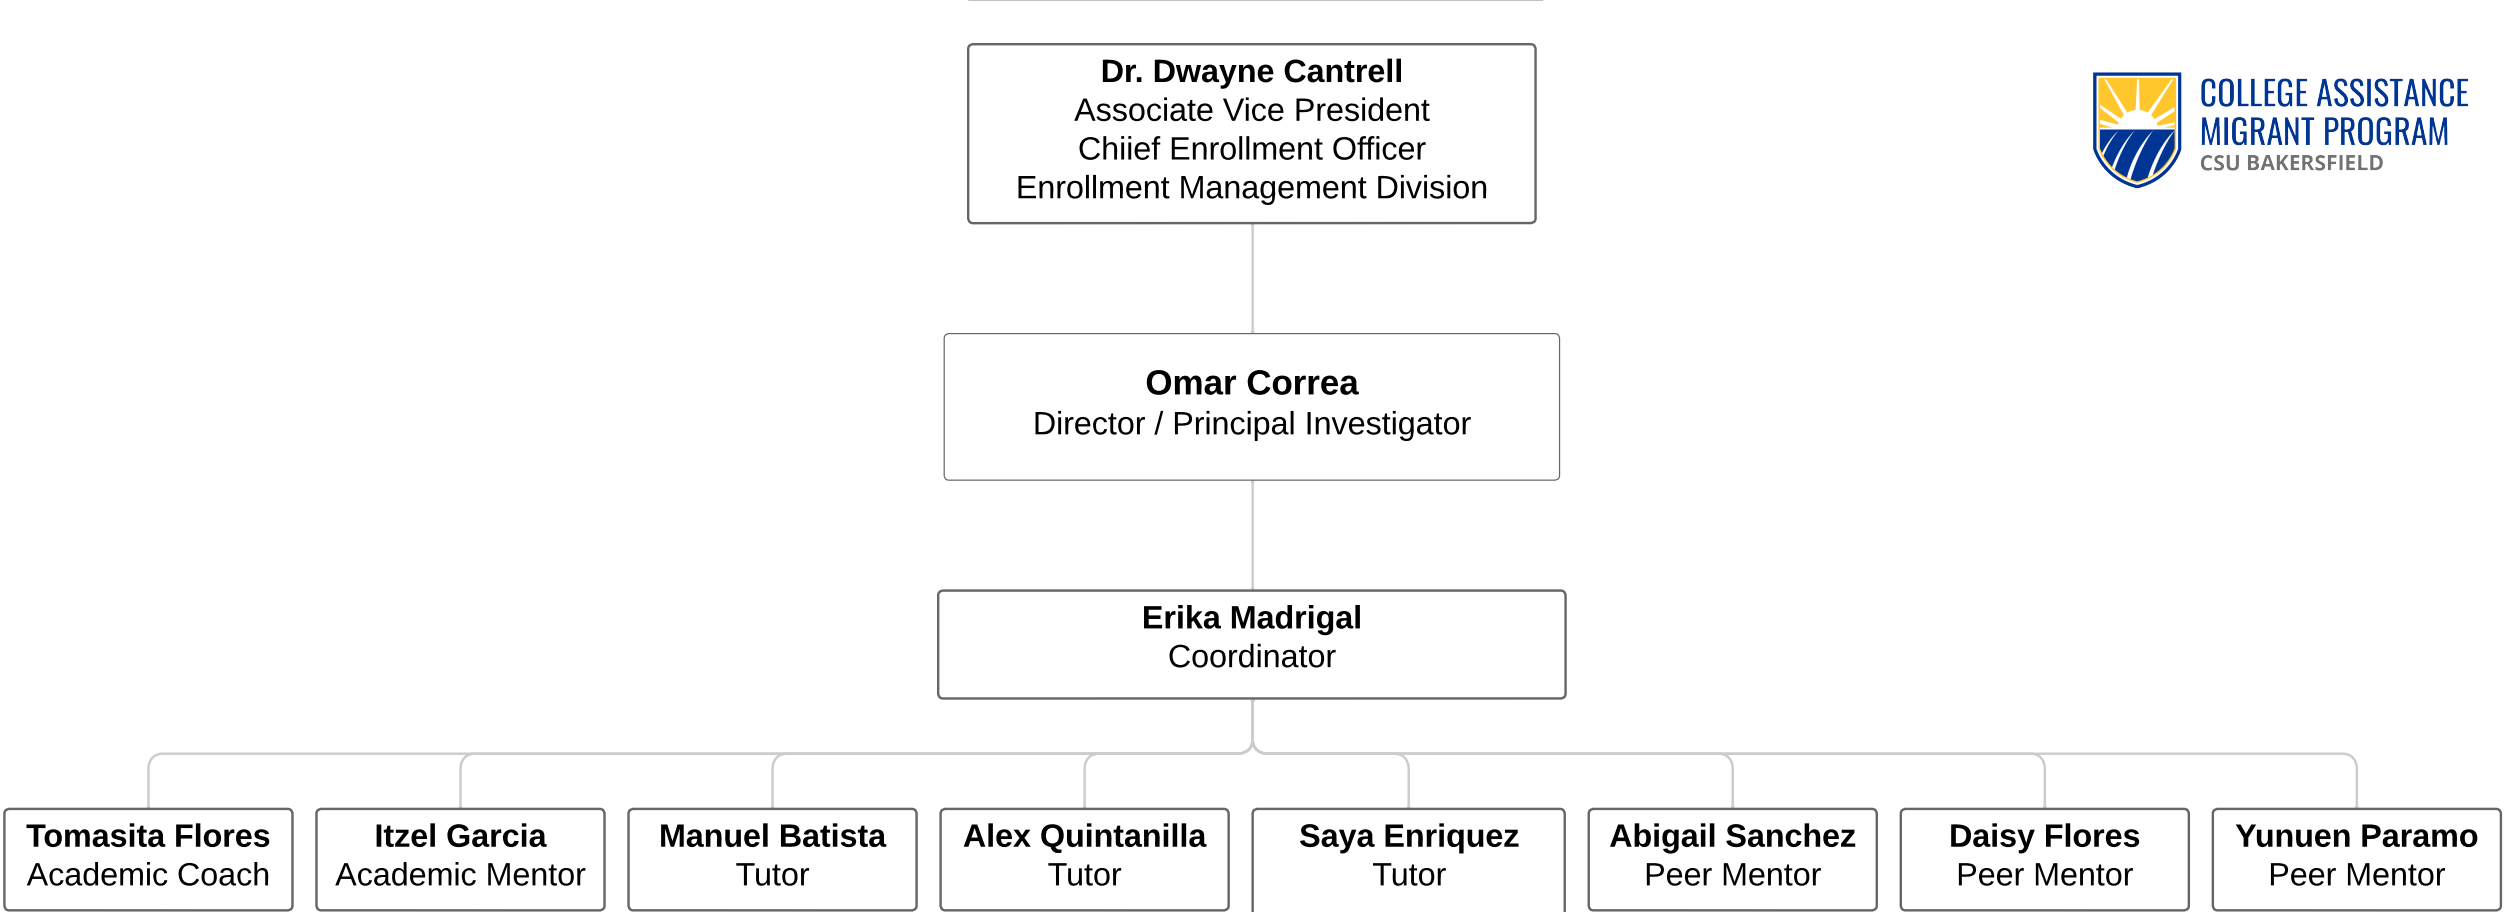 Dr. Dwayne Cantrell
Associate Vice President
Chief Enrollment Officer
Enrollment Management Division
COLLEGE ASSISTANCE
MIGRANT PROGRAM
CSU BAKERSFIELD
Omar Correa
Director / Principal Investigator
Erika Madrigal
Coordinator
Tomasita Flores
Academic Coach
Itzel Garcia
Academic Mentor
Manuel Batista
Tutor
Alex Quintanilla
Tutor
Saya Enriquez
Tutor
Abigail Sanchez
Peer Mentor
Daisy Flores
Peer Mentor
Yunuen Paramo
Peer Mentor